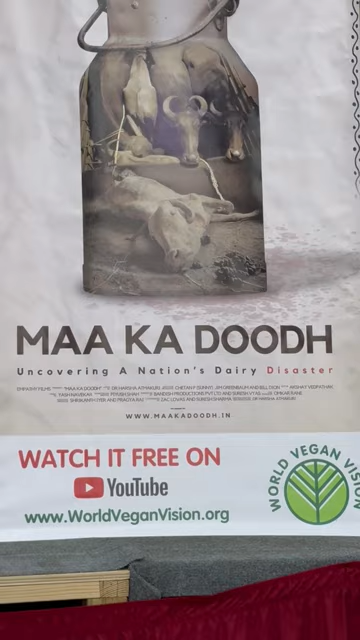 MAA KA DOODH
Uncovering A Nation's Dairy Disaster
WWW.MAAKADOODH.IN
WATCH IT FREE ON
YouTube
www.WorldVeganVision.org
WORLD VEGAN VISION